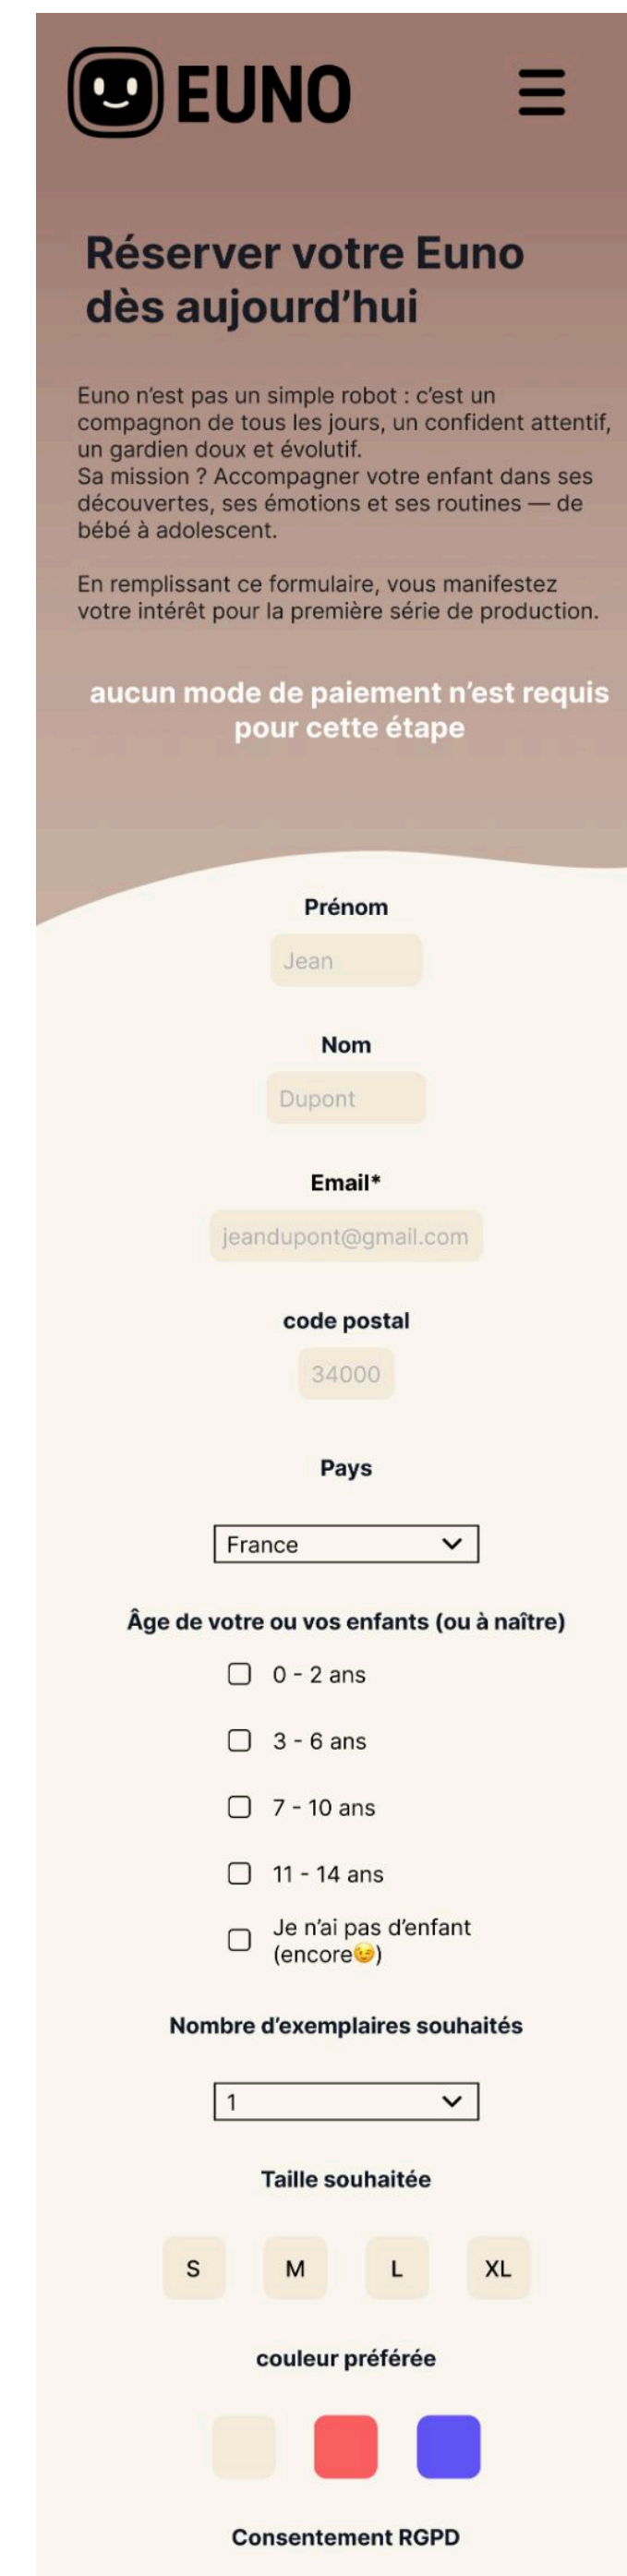 EUNO
Réserver votre Euno
dès aujourd’hui
Euno n’est pas un simple robot : c’est un
compagnon de tous les jours, un confident attentif,
un gardien doux et évolutif.
Sa mission ? Accompagner votre enfant dans ses
découvertes, ses émotions et ses routines — de
bébé à adolescent.
En remplissant ce formulaire, vous manifestez
votre intérêt pour la première série de production.
aucun mode de paiement n’est requis
pour cette étape
Prénom
Jean
Nom
Dupont
Email*
jeandupont@gmail.com
code postal
34000
Pays
France
Âge de votre ou vos enfants (ou à naître)
0 - 2 ans
3 - 6 ans
7 - 10 ans
11 - 14 ans
Je n’ai pas d’enfant
(encore😉)
Nombre d’exemplaires souhaités
1
Taille souhaitée
S M L XL
couleur préférée
Consentement RGPD